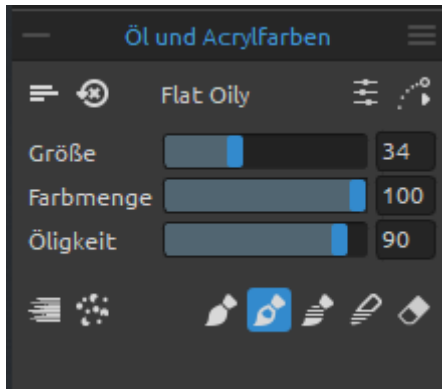 Öl und Acrylfarben
Flat Oily
Größe 34
Farbmenge 100
Öligkeit 90